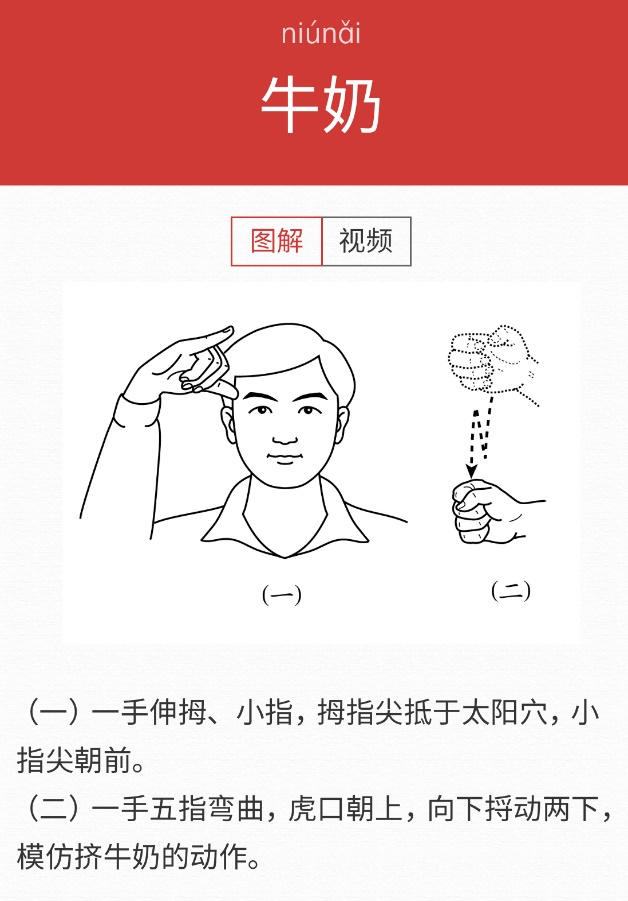 niúnǎi
牛奶
图解 视频
（一） （二）
（一）一手伸拇、小指，拇指尖抵于太阳穴，小
指尖朝前。
（二）一手五指弯曲，虎口朝上，向下捋动两下，
模仿挤牛奶的动作。